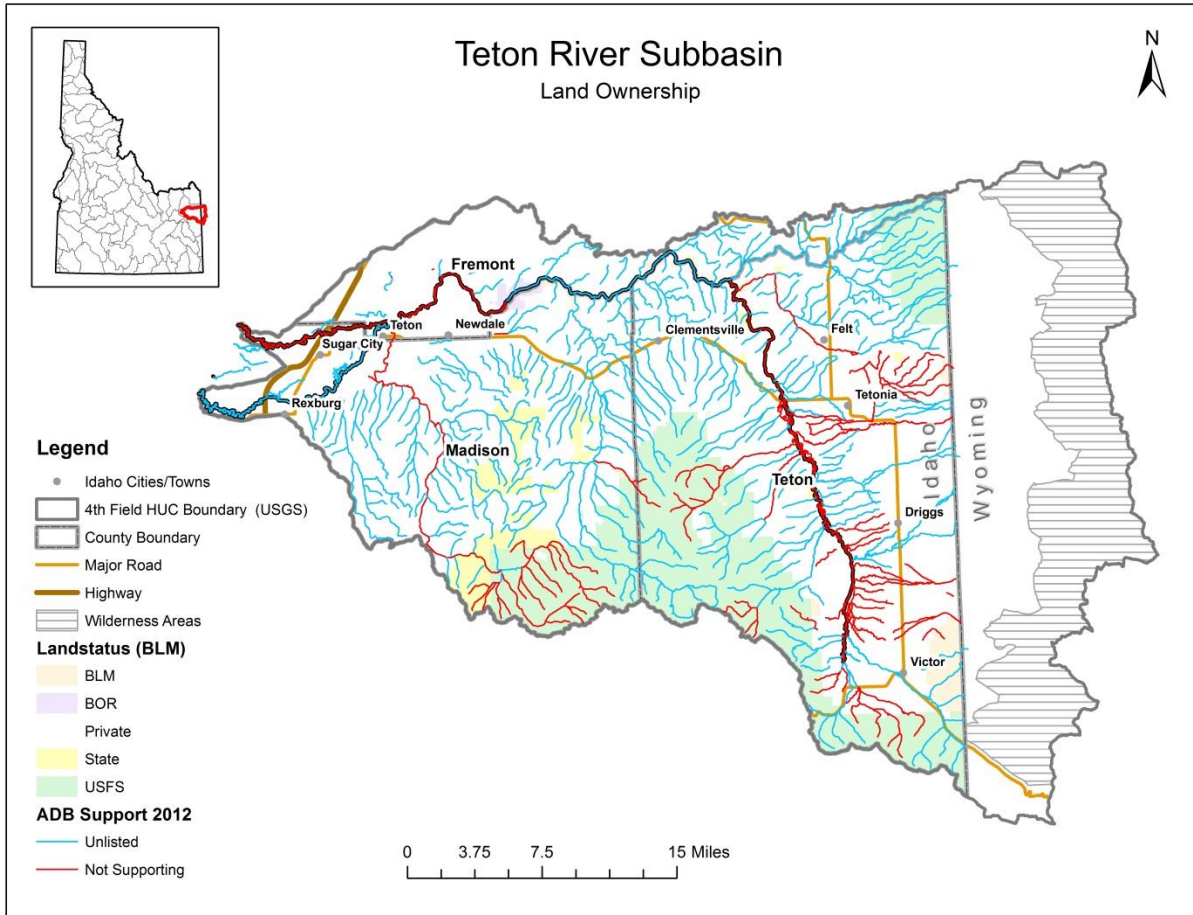 Teton River Subbasin
Land Ownership
N
Fremont
Teton
Newdale
Sugar City
Clementsville
Felt
Rexburg
Tetonia
Madison
Teton
Idaho
Wyoming
Driggs
Victor
Legend
Idaho Cities/Towns
4th Field HUC Boundary (USGS)
County Boundary
Major Road
Highway
Wilderness Areas
Landstatus (BLM)
BLM
BOR
Private
State
USFS
ADB Support 2012
Unlisted
Not Supporting
0 3.75 7.5 15 Miles